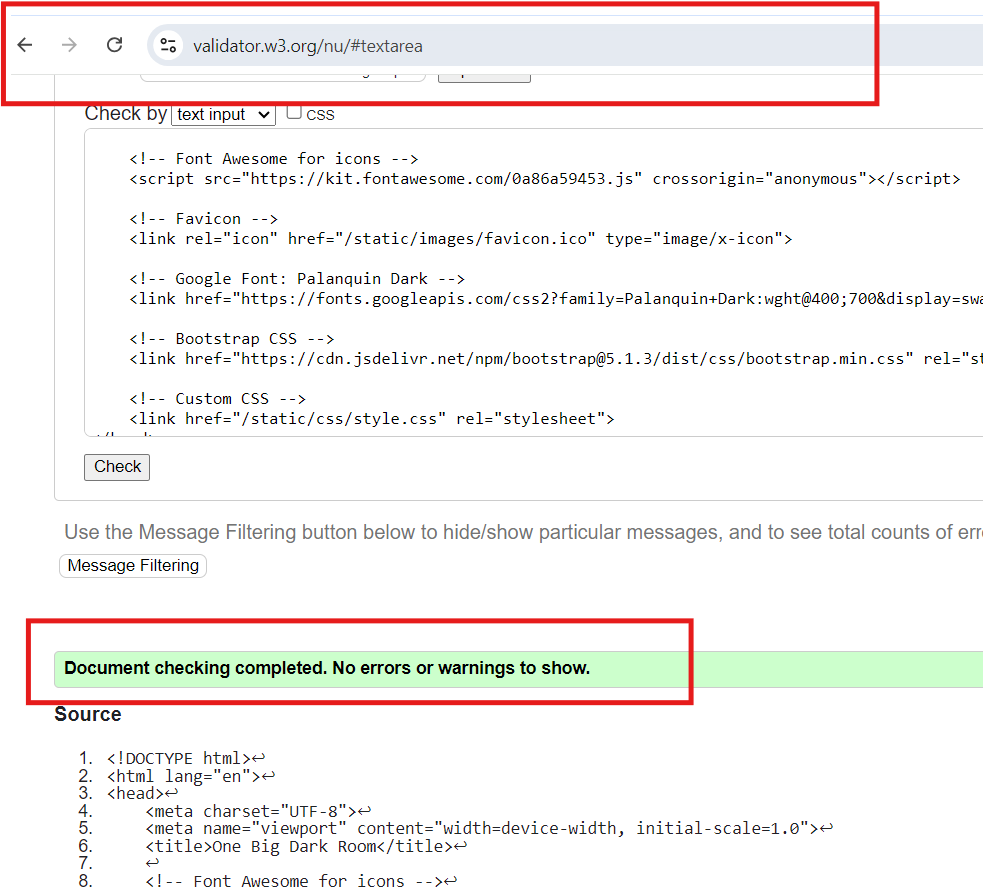 validator.w3.org/nu/#textarea
Check by text input CSS
<!-- Font Awesome for icons -->
<script src="https://kit.fontawesome.com/0a86a59453.js" crossorigin="anonymous"></script>
<!-- Favicon -->
<link rel="icon" href="/static/images/favicon.ico" type="image/x-icon">
<!-- Google Font: Palanquin Dark -->
<link href="https://fonts.googleapis.com/css2?family=Palanquin+Dark:wght@400;700&display=swa
<!-- Bootstrap CSS -->
<link href="https://cdn.jsdelivr.net/npm/bootstrap@5.1.3/dist/css/bootstrap.min.css" rel="st
<!-- Custom CSS -->
<link href="/static/css/style.css" rel="stylesheet">
Check
Use the Message Filtering button below to hide/show particular messages, and to see total counts of err
Message Filtering
Document checking completed. No errors or warnings to show.
Source
1. <!DOCTYPE html>↩
2. <html lang="en">↩
3. <head>↩
4. <meta charset="UTF-8">↩
5. <meta name="viewport" content="width=device-width, initial-scale=1.0">↩
6. <title>One Big Dark Room</title>↩
7. ↩
8. <!-- Font Awesome for icons -->↩